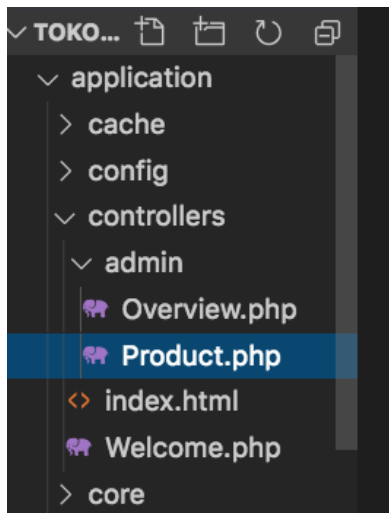 TOKO...
application
cache
config
controllers
admin
Overview.php
Product.php
index.html
Welcome.php
core